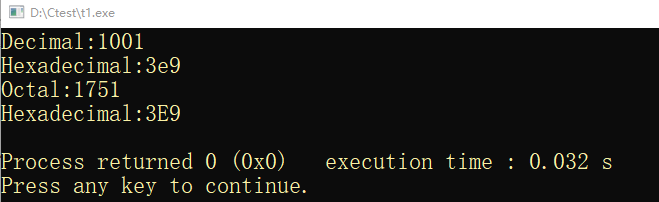 D:\Ctest\t1.exe
Decimal:1001
Hexadecimal:3e9
Octal:1751
Hexadecimal:3E9
Process returned 0 (0x0)   execution time : 0.032 s
Press any key to continue.